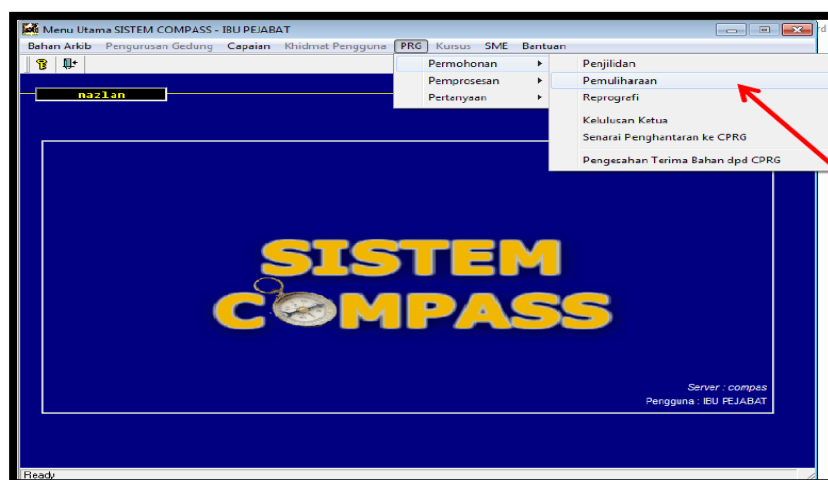 Menu Utama SISTEM COMPASS - IBU PEJABAT
Bahan Arkib Pengurusan Gedung Capaian Khidmat Pengguna PRG Kursus SME Bantuan
Permohonan
Pemprosesan
Pertanyaan
Penjilidan
Pemuliharaan
Reprografi
Kelulusan Ketua
Senarai Penghantaran ke CPRG
Pengesahan Terima Bahan dpd CPRG
nazlan
SISTEM
COMPASS
Server : compas
Pengguna : IBU PEJABAT
Ready